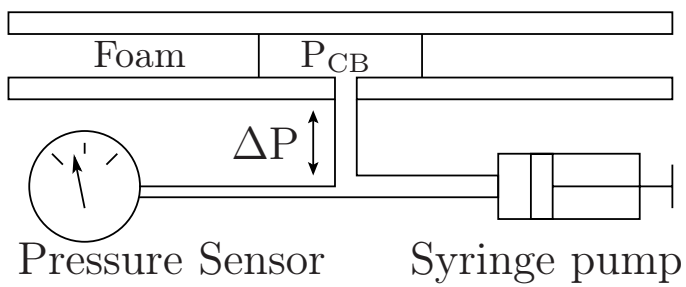 Foam P_CB
ΔP
Pressure Sensor Syringe pump